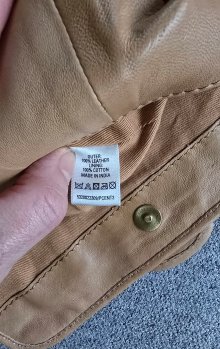 OUTER
100% LEATHER
LINING
100% COTTON
MADE IN INDIA